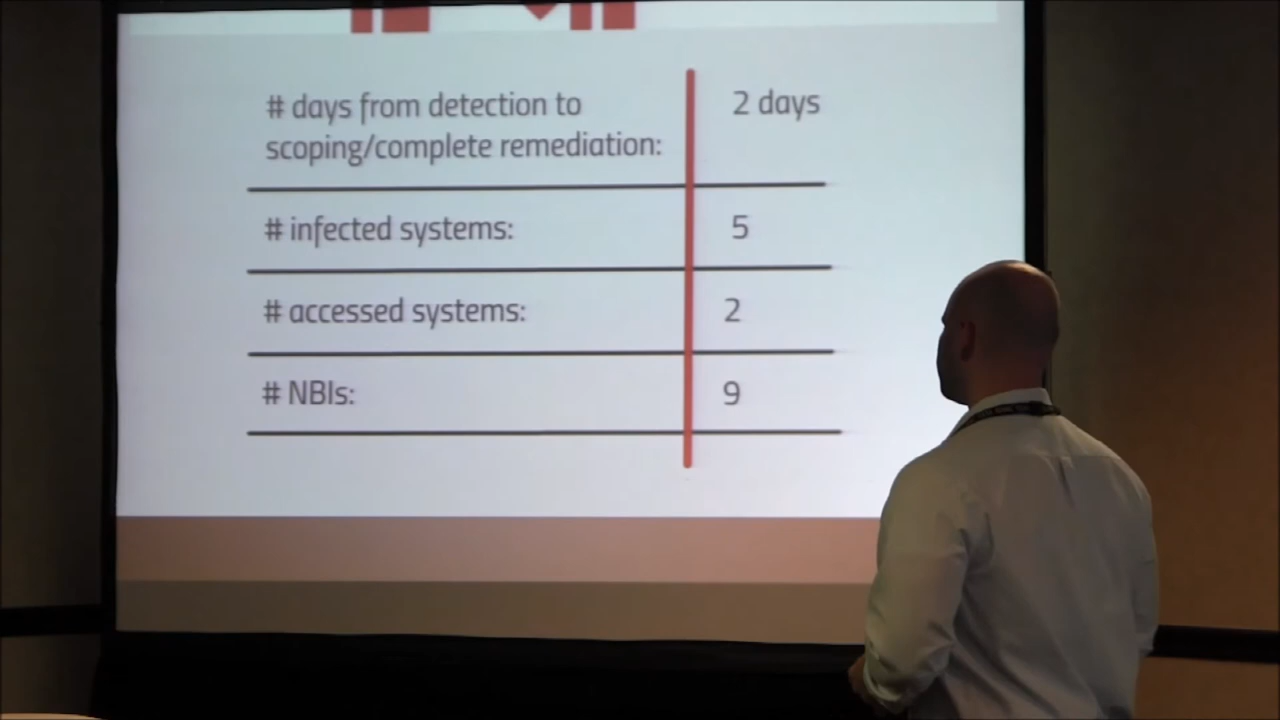 # days from detection to
scoping/complete remediation:
2 days
# infected systems:
5
# accessed systems:
2
# NBIs:
9